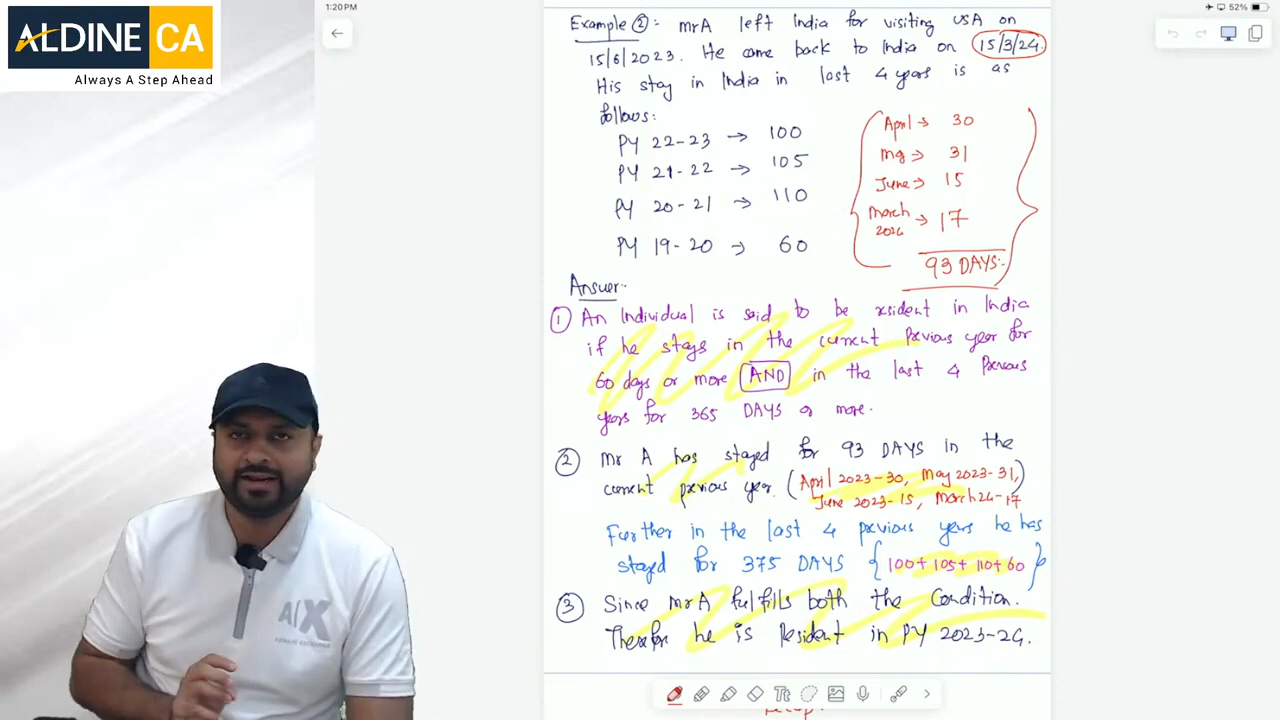 1:20 PM
52%
ALDINE CA
Always A Step Ahead
Example ②: mrA left India for visiting USA on
15/6/2023. He came back to India on 15/3/24.
His stay in India in last 4 years is as
follows:
PY 22-23 → 100
PY 21-22 → 105
PY 20-21 → 110
PY 19-20 → 60
April → 30
may → 31
June → 15
March 2024 → 17
93 DAYS:-
Answer:-
① An Individual is said to be resident in India
if he stays in the current Previous year for
60 days or more AND in the last 4 Previous
years for 365 DAYS or more.
② Mr A has stayed for 93 DAYS in the
current previous year. (April 2023-30, May 2023-31,
June 2023-15, March 24-17)
Further in the last 4 previous years he has
stayed for 375 DAYS {100+105+110+60}
③ Since MrA fulfills both the Condition.
Therfor he is Resident in PY 2023-24.
Tt
AX